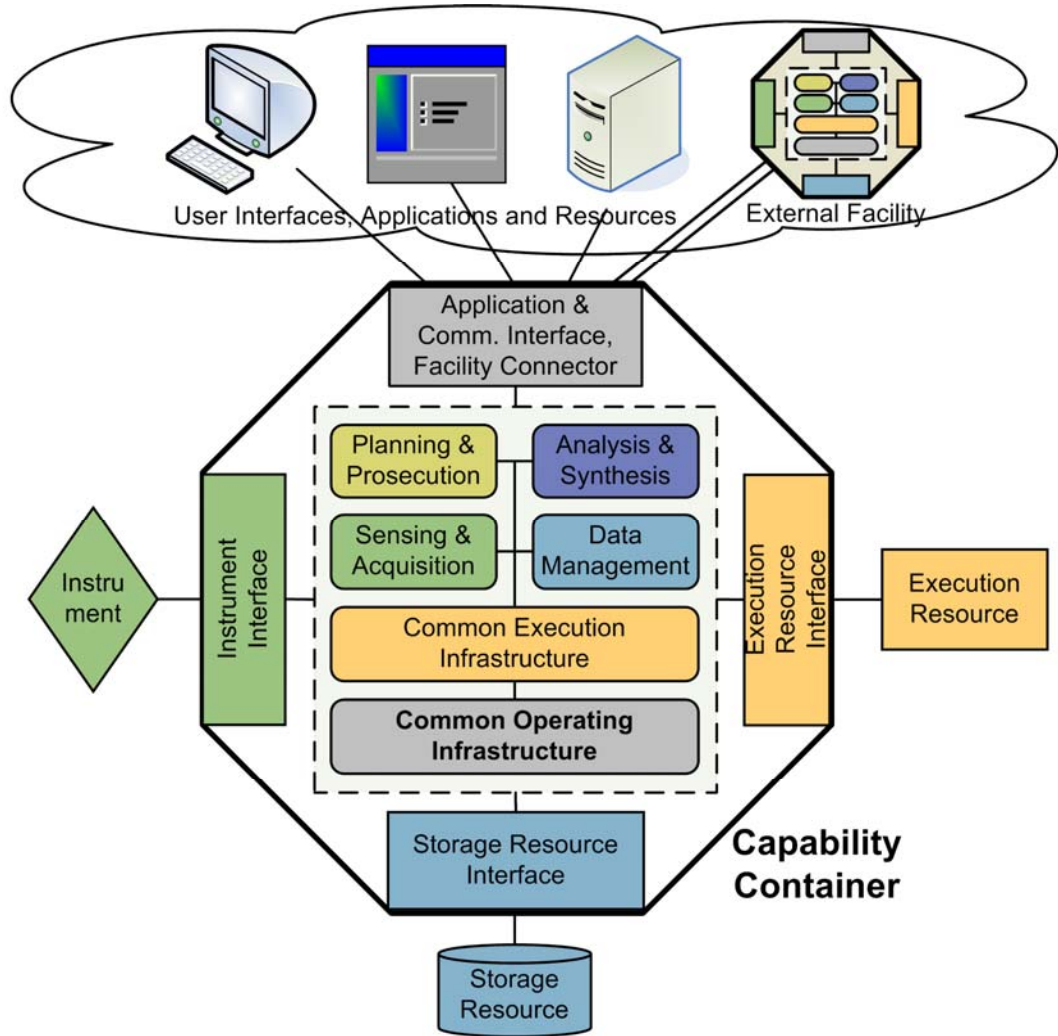 User Interfaces, Applications and Resources
External Facility
Application &
Comm. Interface,
Facility Connector
Planning &
Prosecution
Analysis &
Synthesis
Sensing &
Acquisition
Data
Management
Common Execution
Infrastructure
Common Operating
Infrastructure
Instru
ment
Instrument
Interface
Execution
Resource
Interface
Execution
Resource
Storage Resource
Interface
Capability
Container
Storage
Resource